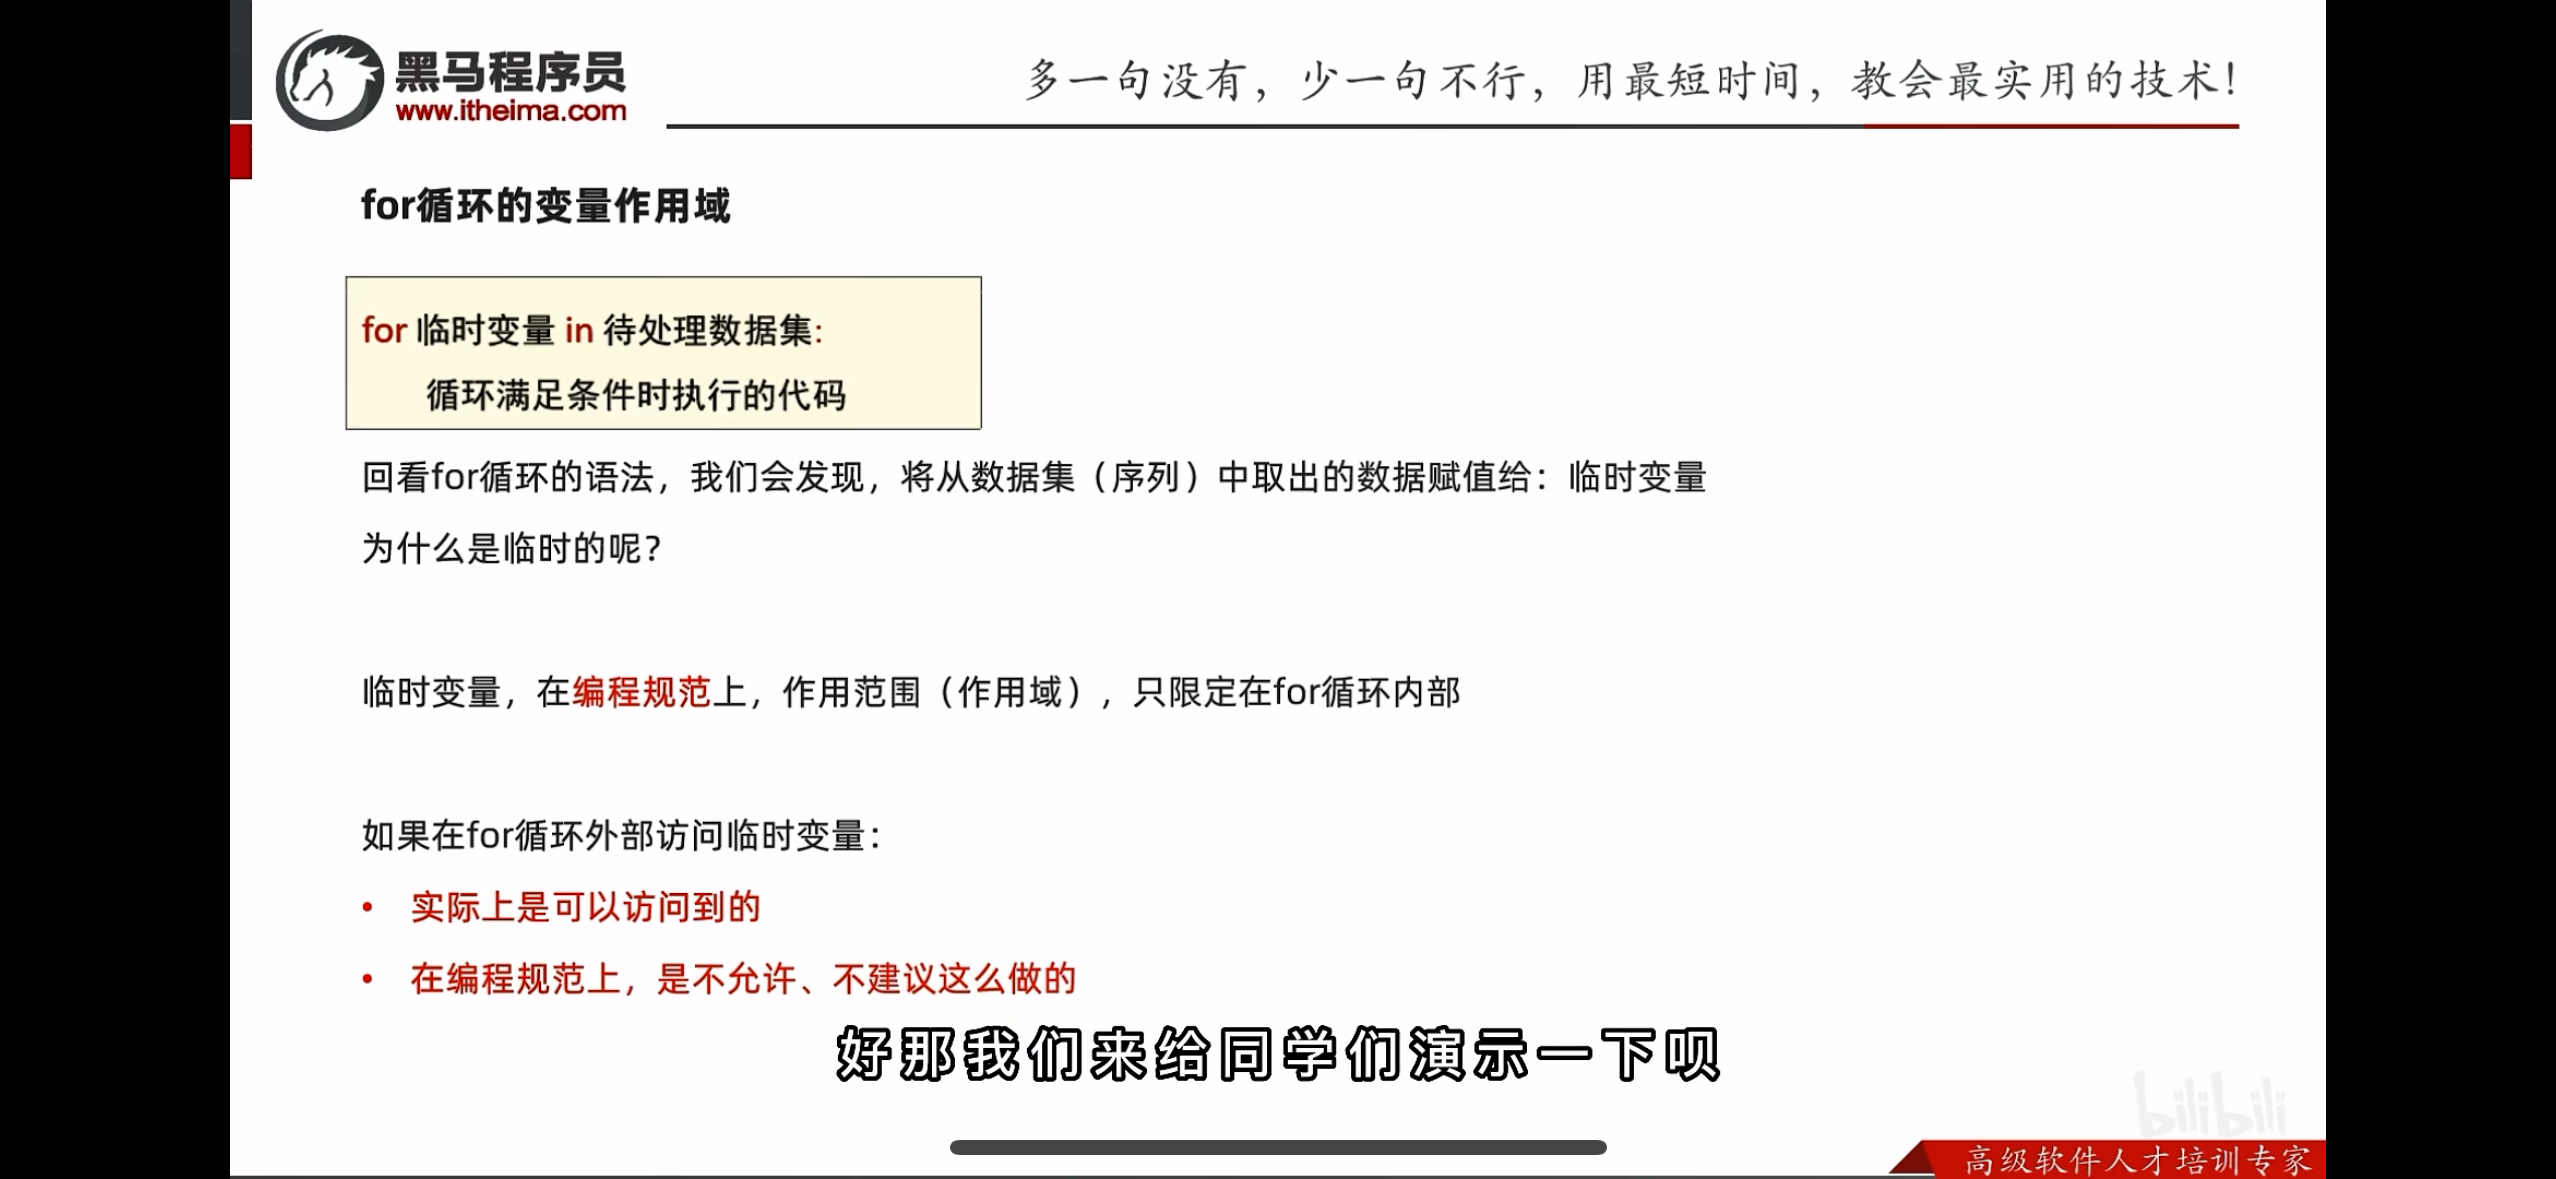 黑马程序员
www.itheima.com
多一句没有，少一句不行，用最短时间，教会最实用的技术！
for循环的变量作用域
for 临时变量 in 待处理数据集:
循环满足条件时执行的代码
回看for循环的语法，我们会发现，将从数据集（序列）中取出的数据赋值给：临时变量
为什么是临时的呢？
临时变量，在编程规范上，作用范围（作用域），只限定在for循环内部
如果在for循环外部访问临时变量：
• 实际上是可以访问到的
• 在编程规范上，是不允许、不建议这么做的
好那我们来给同学们演示一下呗
bilibili
高级软件人才培训专家